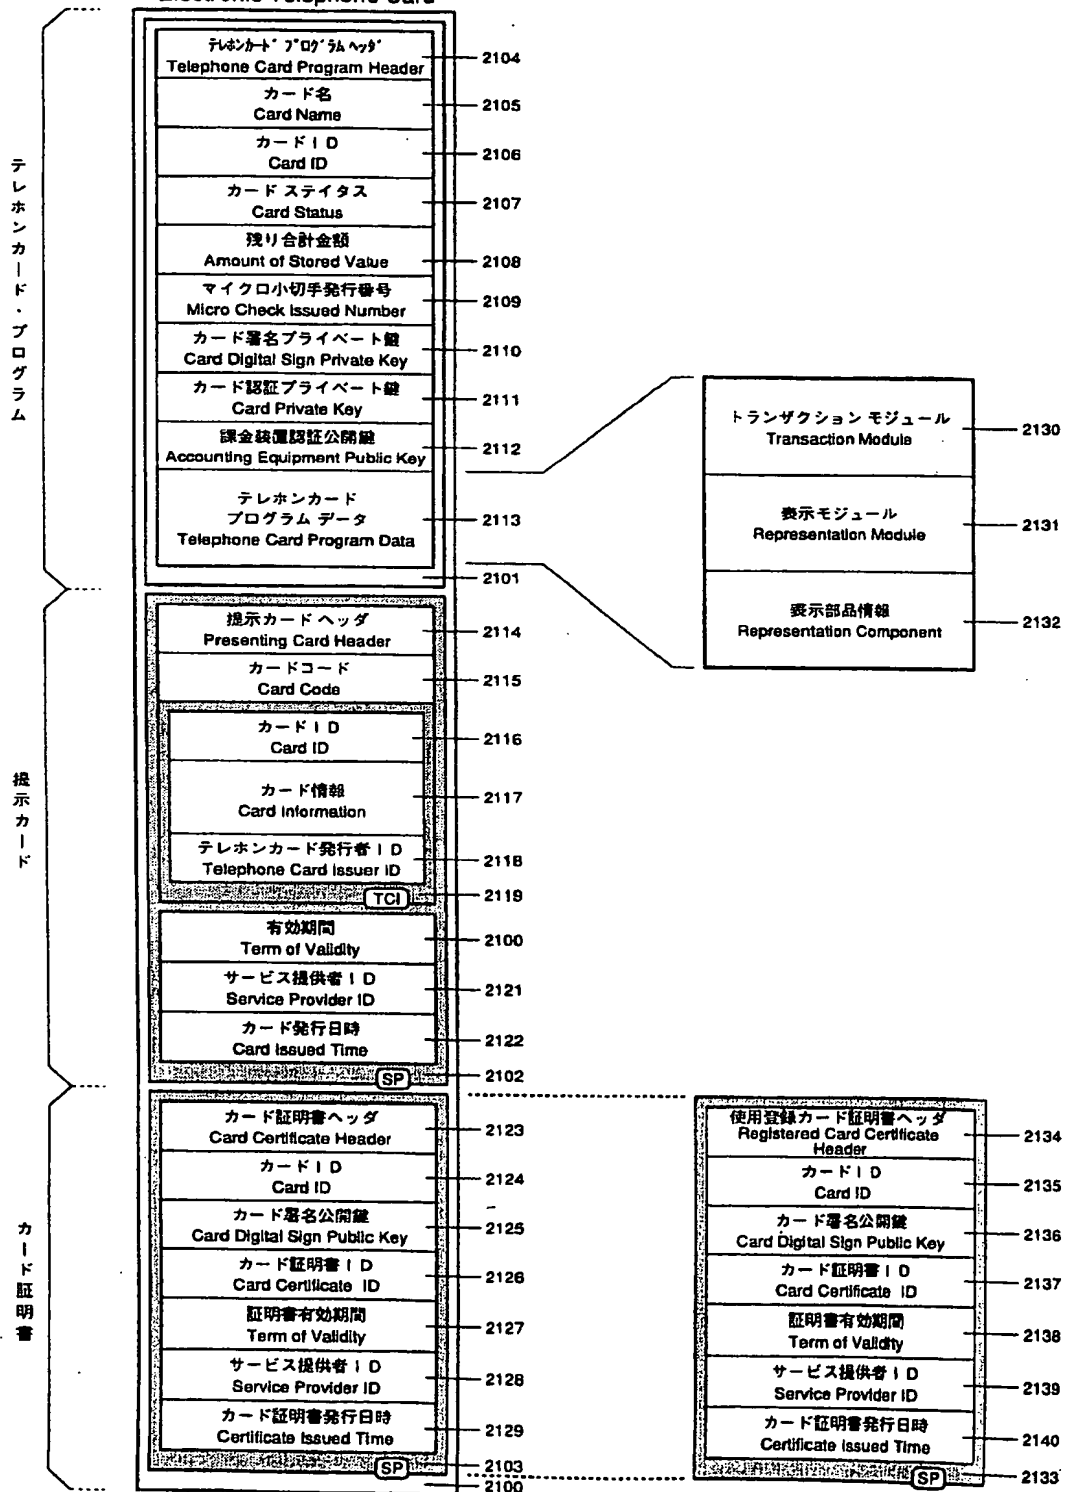 テレホンカード プログラム ヘッダ
Telephone Card Program Header
2104
カード名
Card Name
2105
カードID
Card ID
2106
カード ステイタス
Card Status
2107
残り合計金額
Amount of Stored Value
2108
マイクロ小切手発行番号
Micro Check Issued Number
2109
カード署名プライベート鍵
Card Digital Sign Private Key
2110
カード認証プライベート鍵
Card Private Key
2111
課金装置認証公開鍵
Accounting Equipment Public Key
2112
テレホンカード
プログラム データ
Telephone Card Program Data
2113
2101
テレホンカード・プログラム
トランザクション モジュール
Transaction Module
2130
表示モジュール
Representation Module
2131
表示部品情報
Representation Component
2132
提示カード ヘッダ
Presenting Card Header
2114
カードコード
Card Code
2115
カードID
Card ID
2116
カード情報
Card Information
2117
テレホンカード発行者ID
Telephone Card Issuer ID
2118
TCI
2119
有効期間
Term of Validity
2100
サービス提供者ID
Service Provider ID
2121
カード発行日時
Card Issued Time
2122
SP
2102
提示カード
カード証明書ヘッダ
Card Certificate Header
2123
カードID
Card ID
2124
カード署名公開鍵
Card Digital Sign Public Key
2125
カード証明書ID
Card Certificate ID
2126
証明書有効期間
Term of Validity
2127
サービス提供者ID
Service Provider ID
2128
カード証明書発行日時
Certificate Issued Time
2129
SP
2103
2100
カード証明書
使用登録カード証明書ヘッダ
Registered Card Certificate
Header
2134
カードID
Card ID
2135
カード署名公開鍵
Card Digital Sign Public Key
2136
カード証明書ID
Card Certificate ID
2137
証明書有効期間
Term of Validity
2138
サービス提供者ID
Service Provider ID
2139
カード証明書発行日時
Certificate Issued Time
2140
SP
2133